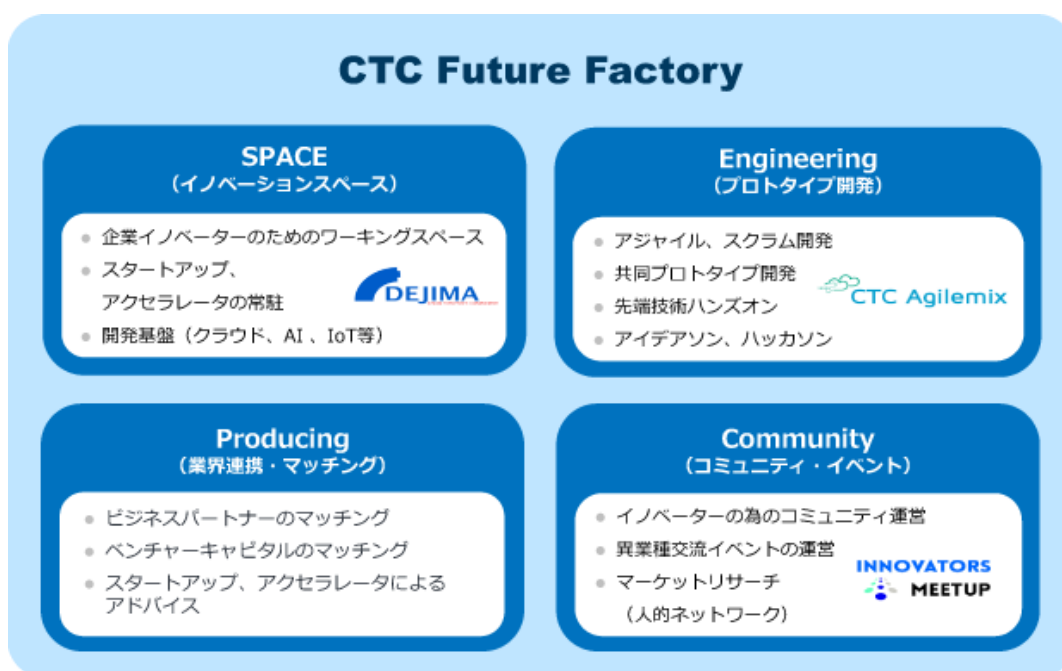 CTC Future Factory
SPACE
（イノベーションスペース）
● 企業イノベーターのためのワーキングスペース
● スタートアップ、
アクセラレータの常駐
● 開発基盤（クラウド、AI 、IoT等）
DEJIMA
Engineering
（プロトタイプ開発）
● アジャイル、スクラム開発
● 共同プロトタイプ開発
● 先端技術ハンズオン
● アイデアソン、ハッカソン
CTC Agilemix
Producing
（業界連携・マッチング）
● ビジネスパートナーのマッチング
● ベンチャーキャピタルのマッチング
● スタートアップ、アクセラレータによる
アドバイス
Community
（コミュニティ・イベント）
● イノベーターの為のコミュニティ運営
● 異業種交流イベントの運営
● マーケットリサーチ
（人的ネットワーク）
INNOVATORS
MEETUP